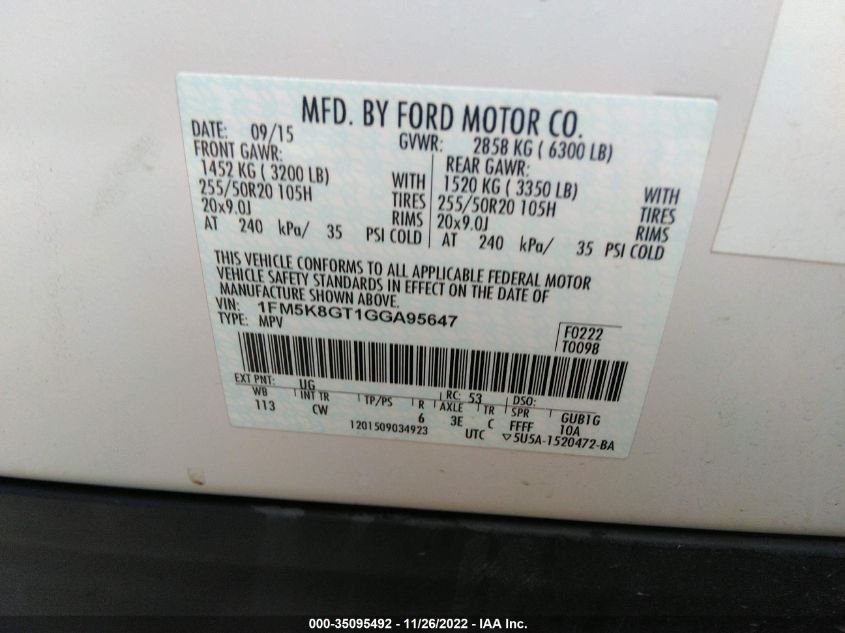 MFD. BY FORD MOTOR CO.
DATE: 09/15 GVWR: 2858 KG ( 6300 LB)
FRONT GAWR: REAR GAWR:
1452 KG ( 3200 LB) WITH 1520 KG ( 3350 LB) WITH
255/50R20 105H TIRES 255/50R20 105H TIRES
20x9.0J RIMS 20x9.0J RIMS
AT 240 kPa/ 35 PSI COLD AT 240 kPa/ 35 PSI COLD
THIS VEHICLE CONFORMS TO ALL APPLICABLE FEDERAL MOTOR
VEHICLE SAFETY STANDARDS IN EFFECT ON THE DATE OF
MANUFACTURE SHOWN ABOVE.
VIN: 1FM5K8GT1GGA95647 F0222
TYPE: MPV T0098
EXT PNT: UG RC: 53 DSO:
WB INT TR TP/PS R AXLE TR SPR GUB1G
113 CW 6 3E C FFFF 10A
1201509034923 UTC ▽5U5A-1520472-BA
000-35095492 - 11/26/2022 - IAA Inc.